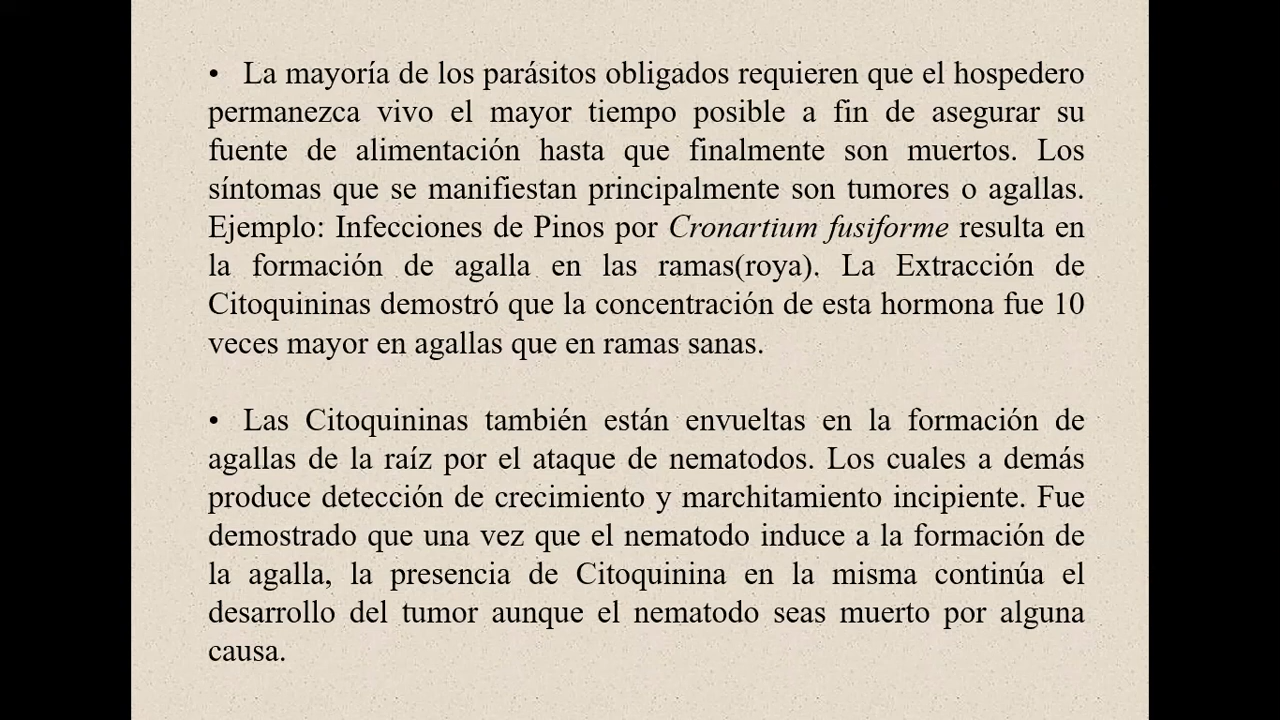 • La mayoría de los parásitos obligados requieren que el hospedero
permanezca vivo el mayor tiempo posible a fin de asegurar su
fuente de alimentación hasta que finalmente son muertos. Los
síntomas que se manifiestan principalmente son tumores o agallas.
Ejemplo: Infecciones de Pinos por Cronartium fusiforme resulta en
la formación de agalla en las ramas(roya). La Extracción de
Citoquininas demostró que la concentración de esta hormona fue 10
veces mayor en agallas que en ramas sanas.
• Las Citoquininas también están envueltas en la formación de
agallas de la raíz por el ataque de nematodos. Los cuales a demás
produce detección de crecimiento y marchitamiento incipiente. Fue
demostrado que una vez que el nematodo induce a la formación de
la agalla, la presencia de Citoquinina en la misma continúa el
desarrollo del tumor aunque el nematodo seas muerto por alguna
causa.